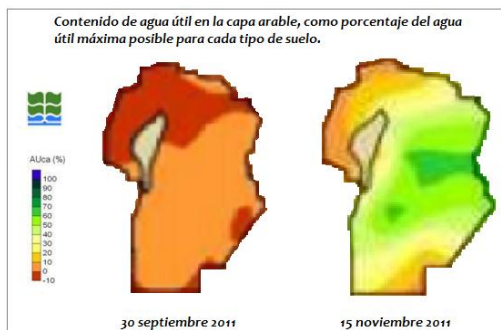 Contenido de agua útil en la capa arable, como porcentaje del agua
útil máxima posible para cada tipo de suelo.
AUca (%)
100
90
80
70
60
50
40
30
20
10
0
-10
30 septiembre 2011
15 noviembre 2011